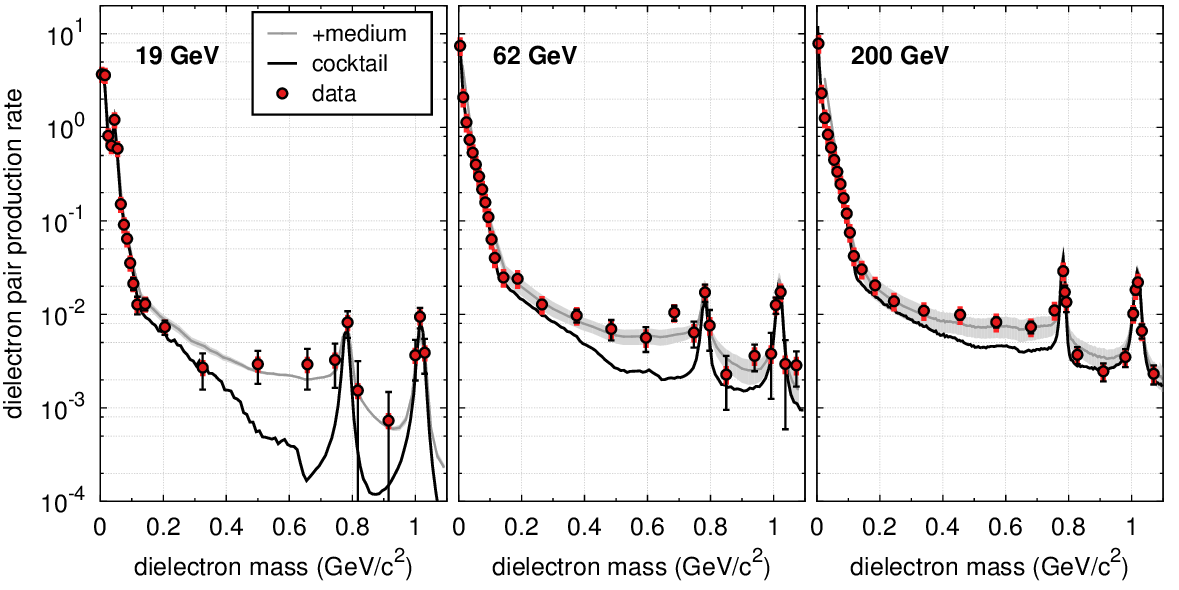 dielectron pair production rate
10^1
10^0
10^-1
10^-2
10^-3
10^-4
19 GeV
+medium
cocktail
data
62 GeV
200 GeV
0 0.2 0.4 0.6 0.8 1
0 0.2 0.4 0.6 0.8 1
0 0.2 0.4 0.6 0.8 1
dielectron mass (GeV/c^2)
dielectron mass (GeV/c^2)
dielectron mass (GeV/c^2)